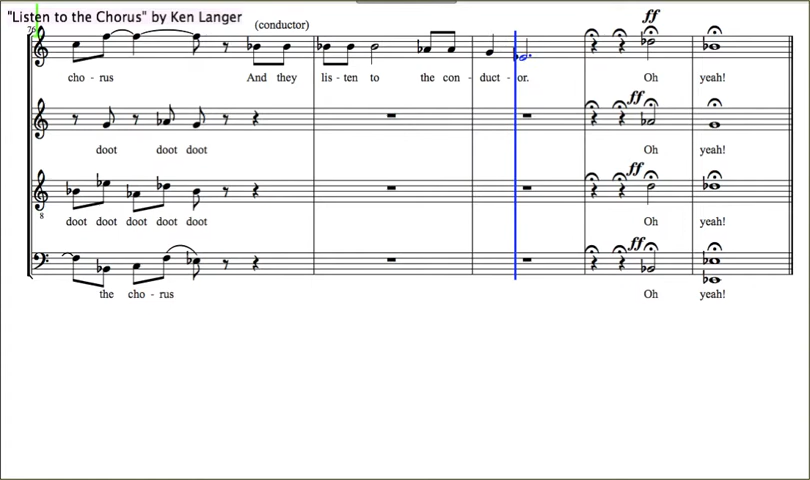 "Listen to the Chorus" by Ken Langer
(conductor)
ff
cho - rus And they lis - ten to the con - duct - or. Oh yeah!
ff
doot doot doot Oh yeah!
ff
8
doot doot doot doot doot Oh yeah!
ff
the cho - rus Oh yeah!